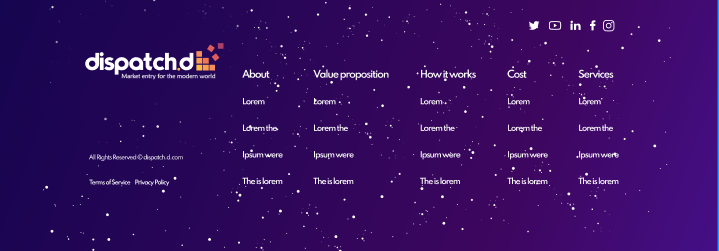 dispatch.d
Market entry for the modern world
About
Lorem
Lorem the
Ipsum were
The is lorem
Value proposition
Lorem
Lorem the
Ipsum were
The is lorem
How it works
Lorem
Lorem the
Ipsum were
The is lorem
Cost
Lorem
Lorem the
Ipsum were
The is lorem
Services
Lorem
Lorem the
Ipsum were
The is lorem
All Rights Reserved © dispatch.d.com
Terms of Service Privacy Policy